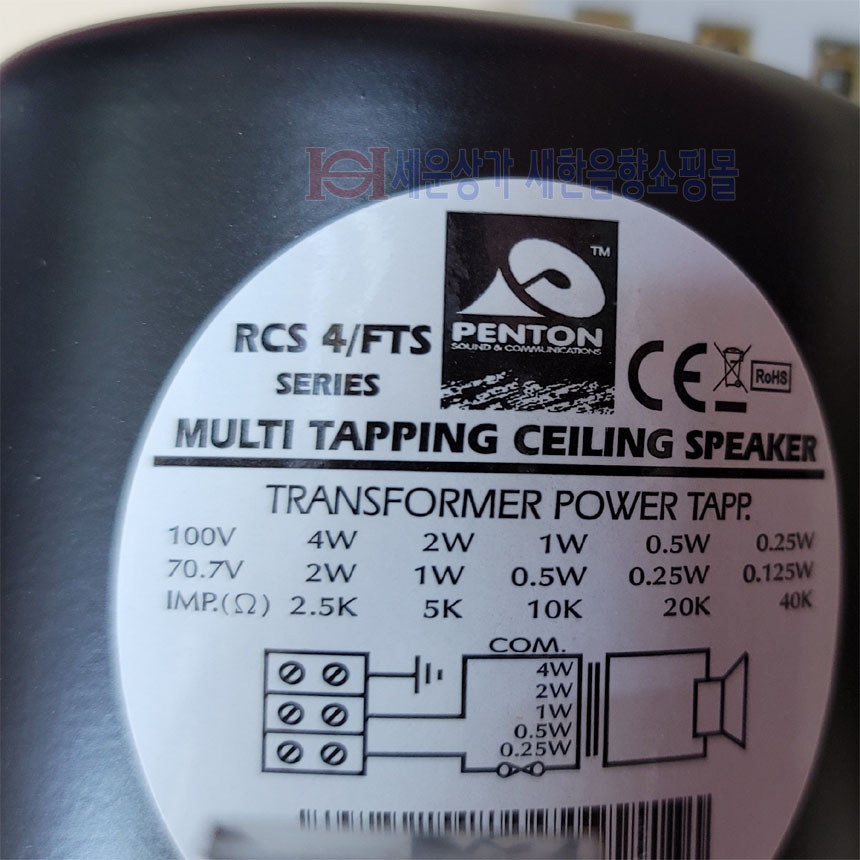 세운상가 새한음향쇼핑몰
TM
PENTON
SOUND & COMMUNICATIONS
RCS 4/FTS
SERIES
CE
RoHS
MULTI TAPPING CEILING SPEAKER
TRANSFORMER POWER TAPP.
100V 4W 2W 1W 0.5W 0.25W
70.7V 2W 1W 0.5W 0.25W 0.125W
IMP.(Ω) 2.5K 5K 10K 20K 40K
COM.
4W
2W
1W
0.5W
0.25W